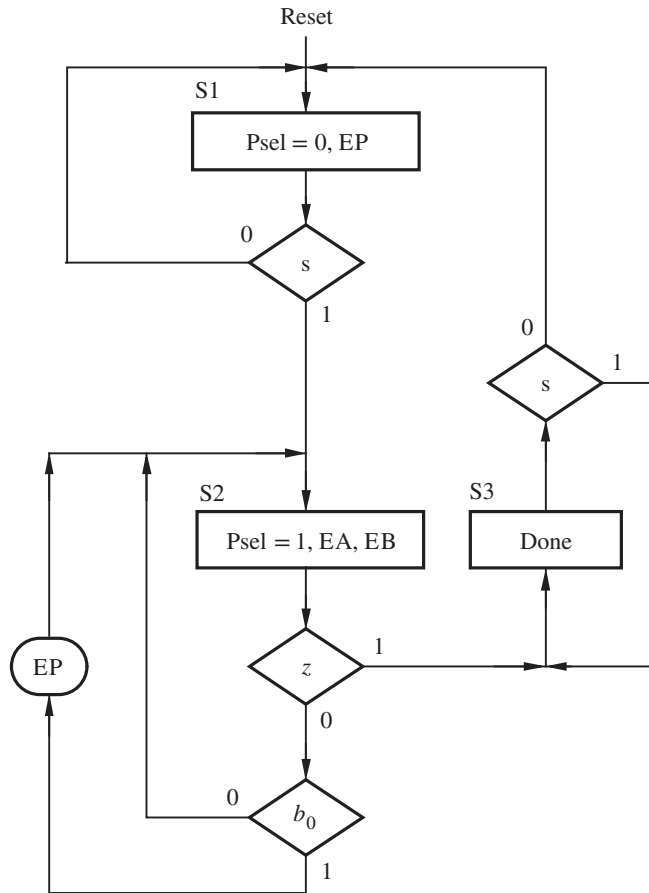 Reset
S1
Psel = 0, EP
0
s
1
0
s
1
S2
Psel = 1, EA, EB
S3
Done
z
1
0
EP
0
b₀
1